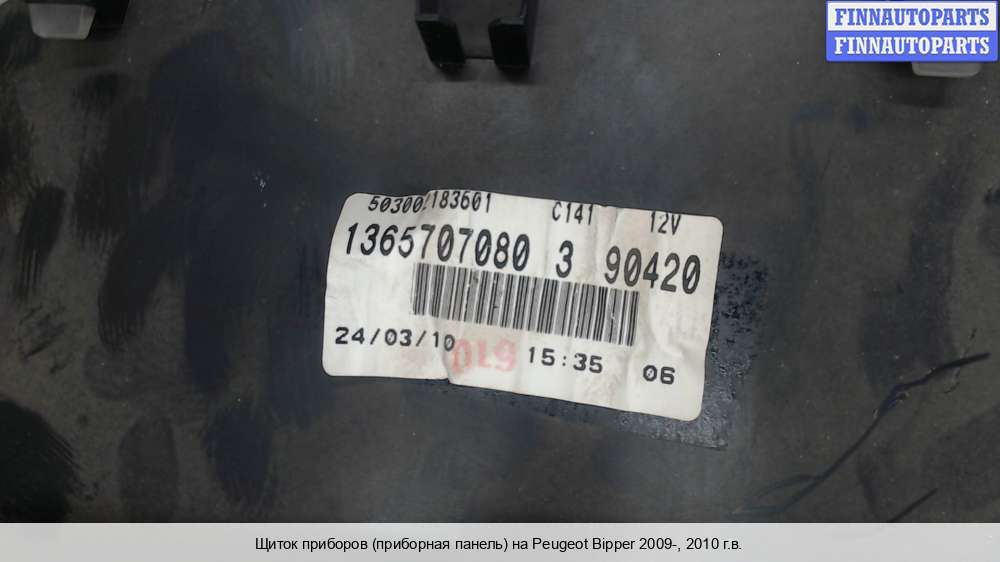 FINNAUTOPARTS
FINNAUTOPARTS
503002183601 C141 12V
1365707080 3 90420
24/03/10 15:35 06
Щиток приборов (приборная панель) на Peugeot Bipper 2009-, 2010 г.в.